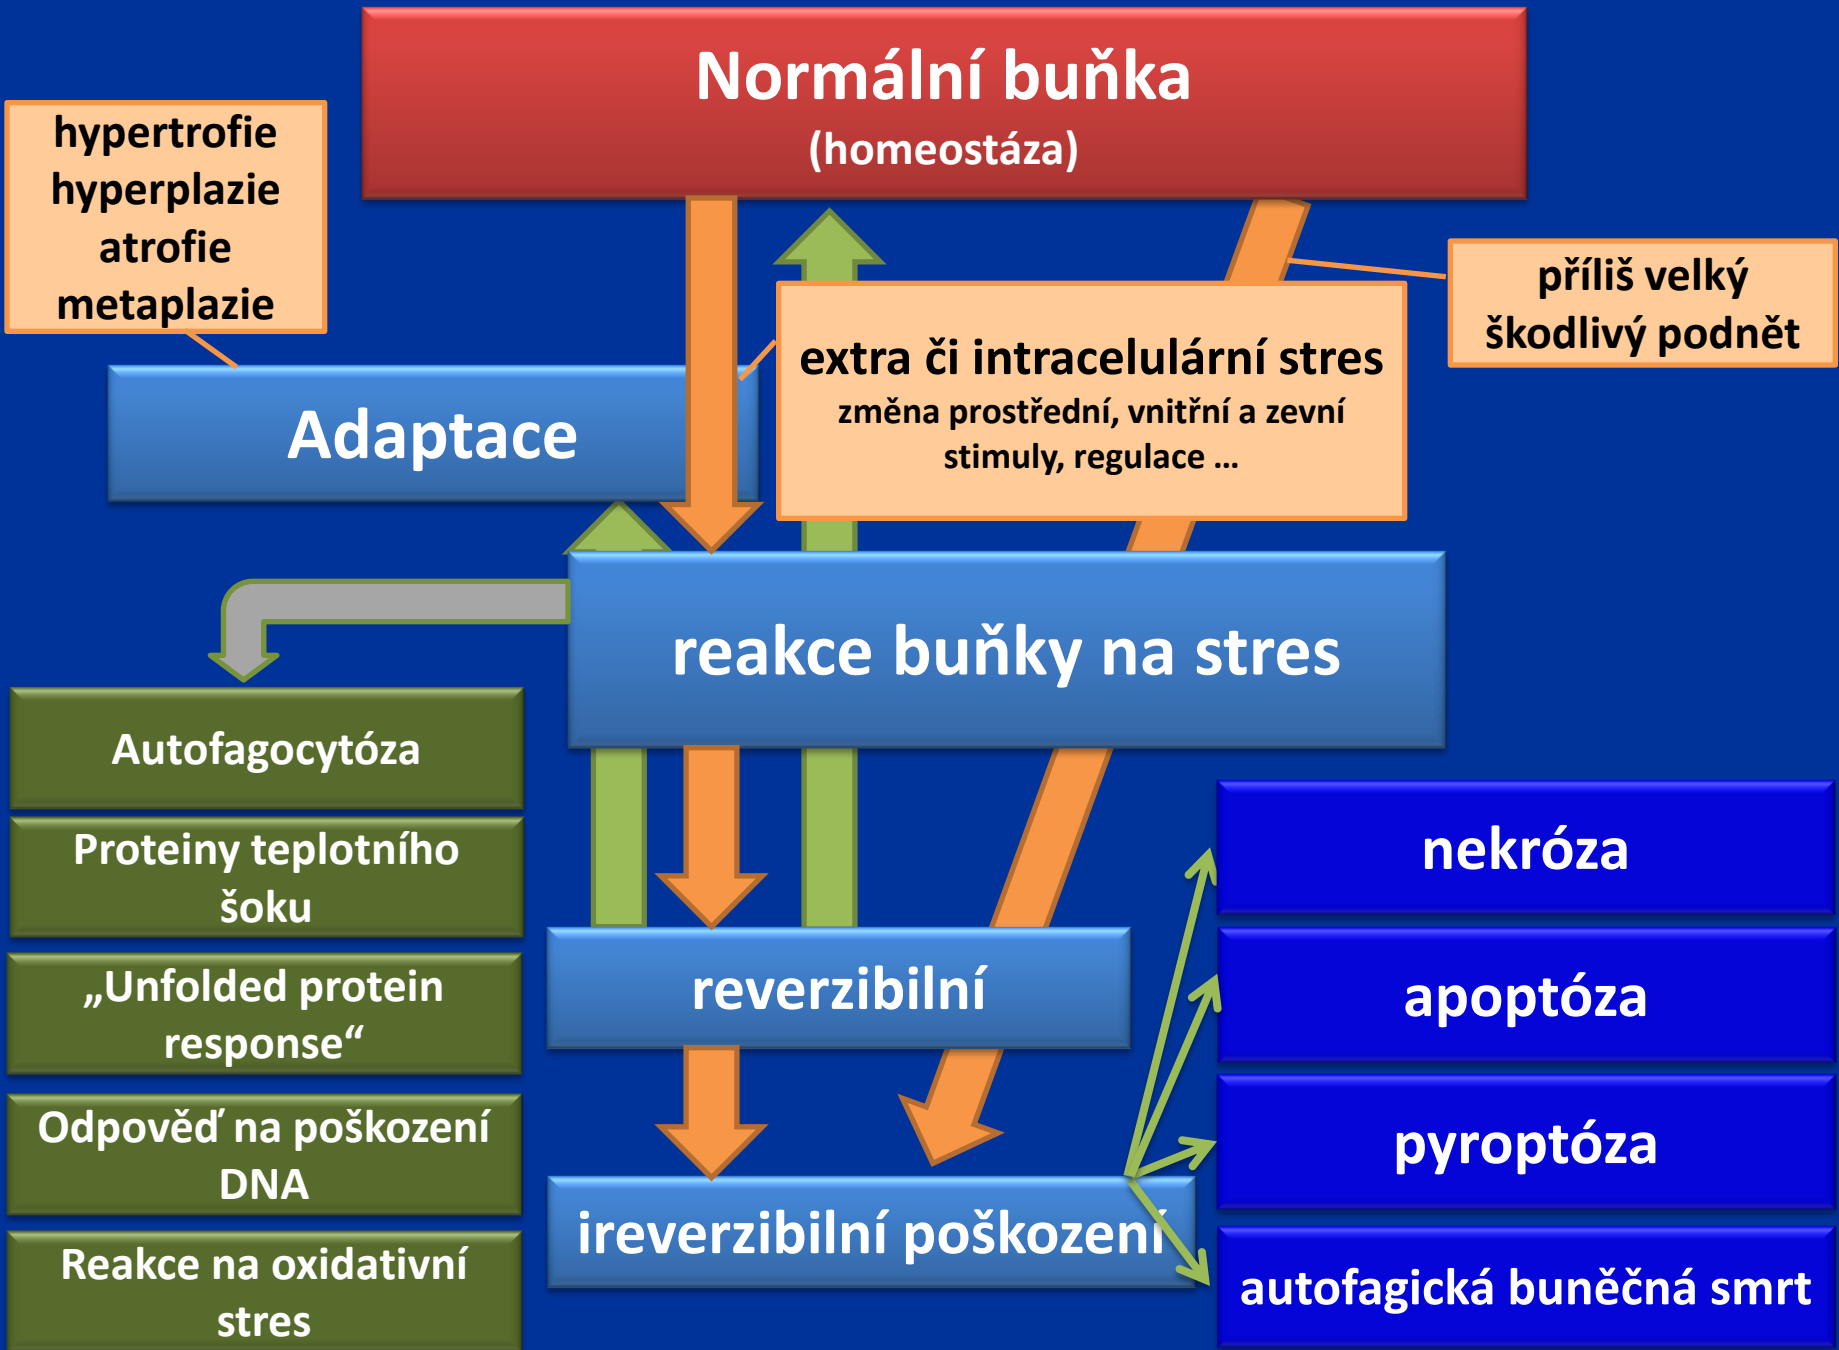 Normální buňka
(homeostáza)
hypertrofie
hyperplazie
atrofie
metaplazie
příliš velký
škodlivý podnět
extra či intracelulární stres
změna prostřední, vnitřní a zevní
stimuly, regulace ...
Adaptace
reakce buňky na stres
Autofagocytóza
Proteiny teplotního
šoku
„Unfolded protein
response“
Odpověď na poškození
DNA
Reakce na oxidativní
stres
reverzibilní
ireverzibilní poškození
nekróza
apoptóza
pyroptóza
autofagická buněčná smrt